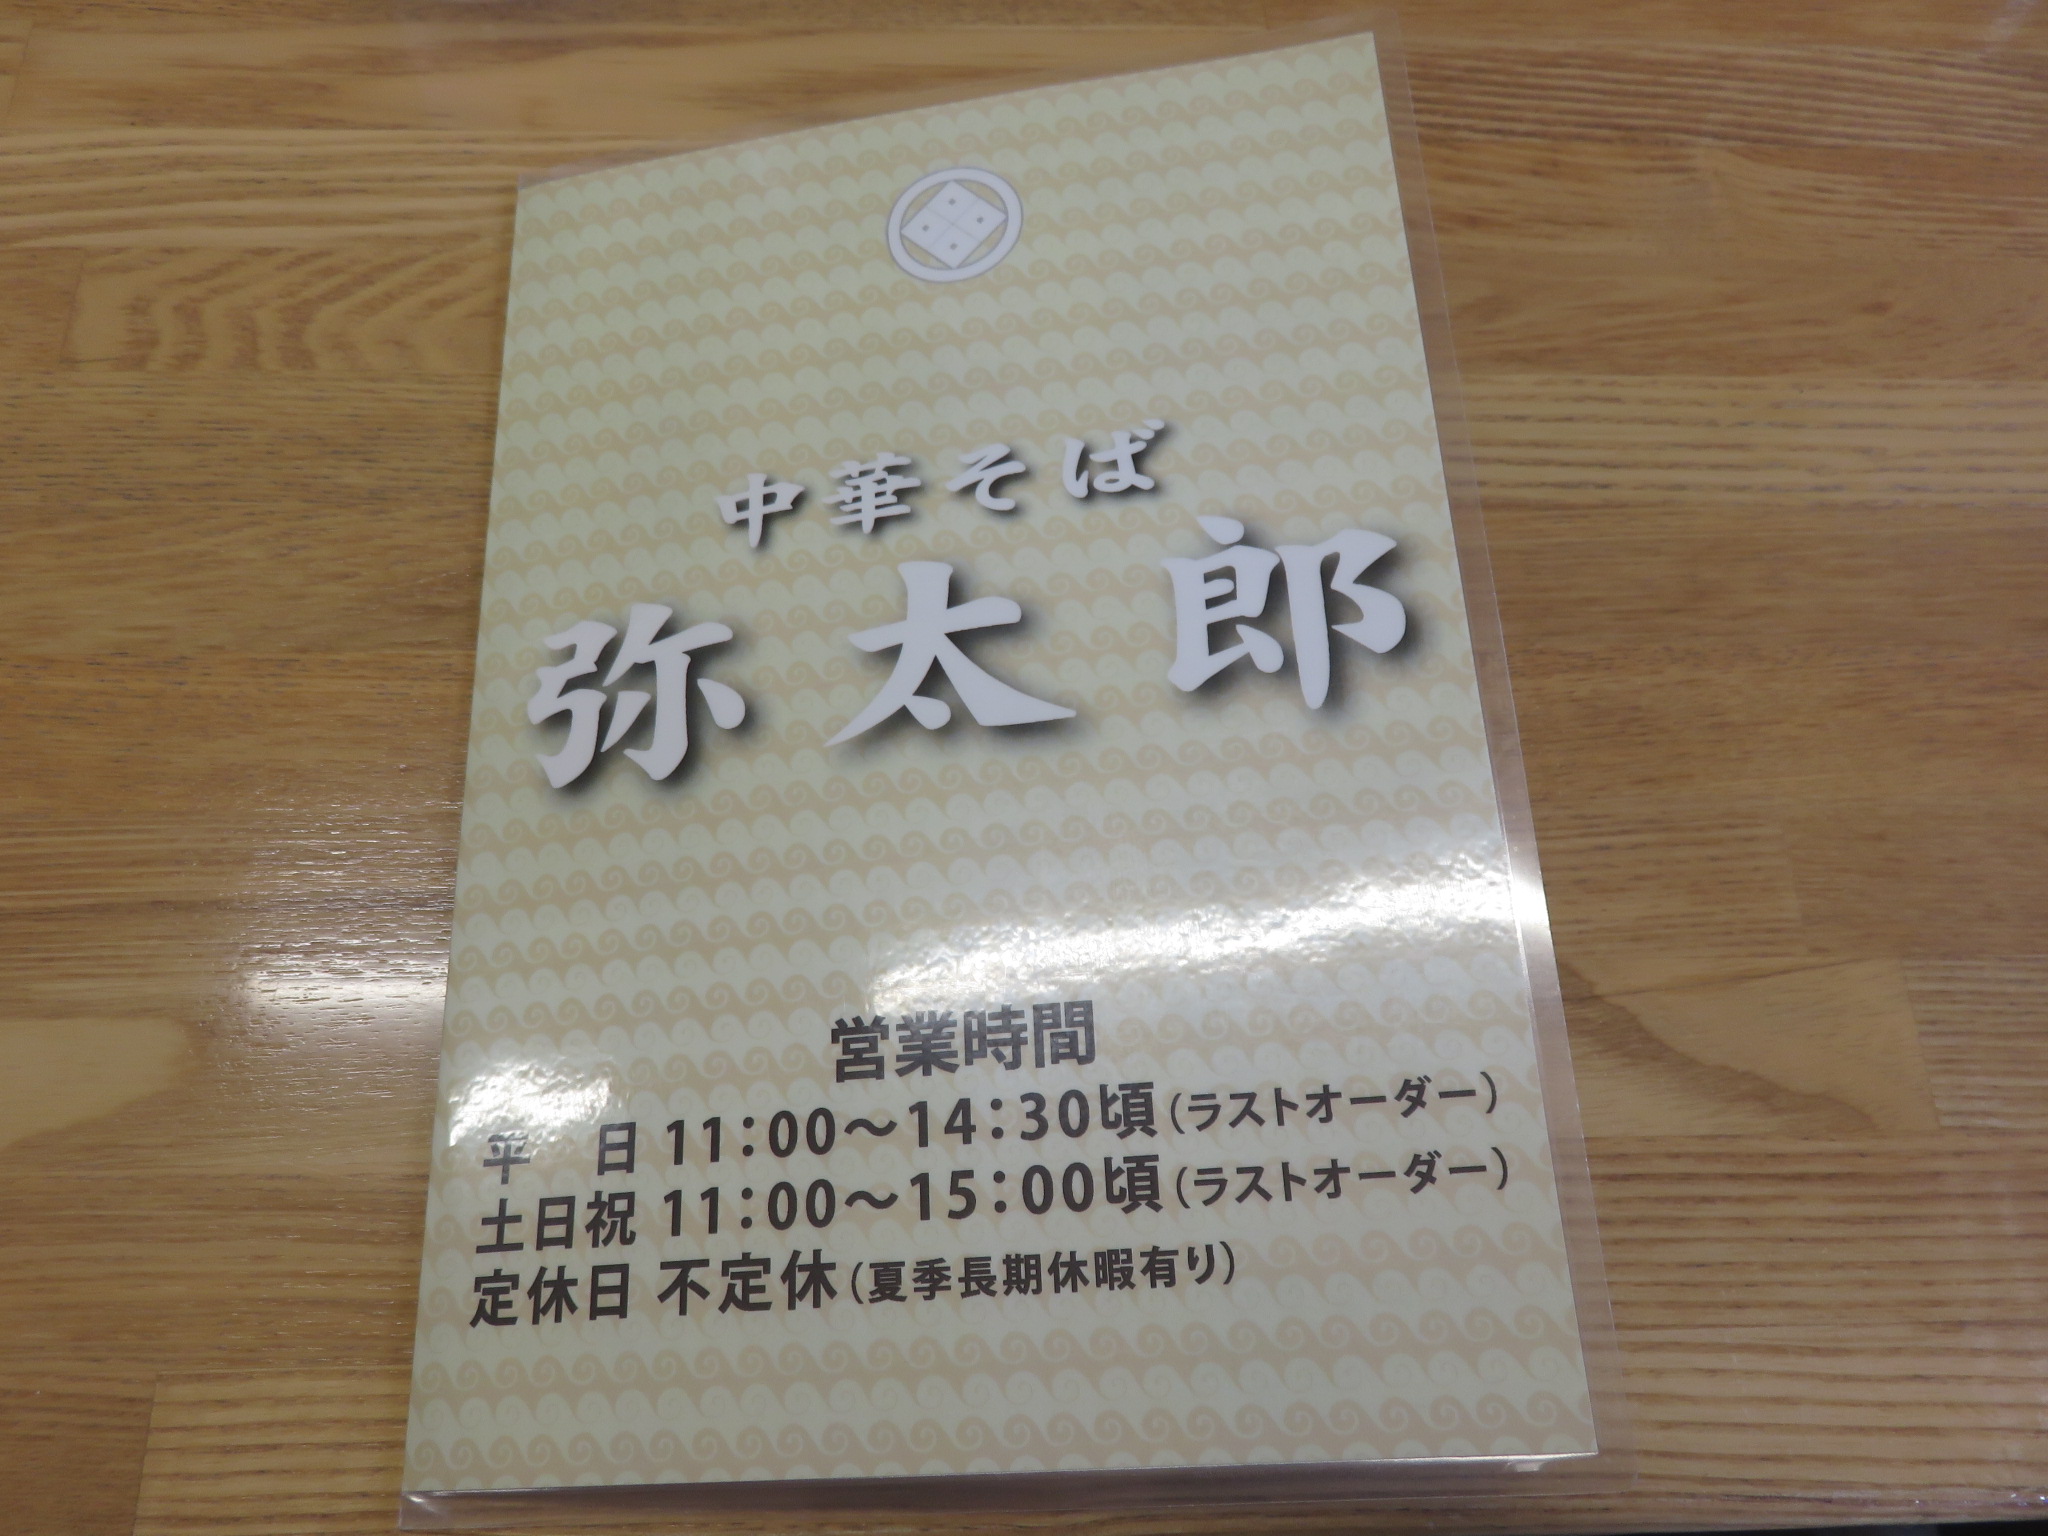 中華そば
弥太郎
営業時間
平　日 11：00～14：30頃（ラストオーダー）
土日祝 11：00～15：00頃（ラストオーダー）
定休日 不定休（夏季長期休暇有り）